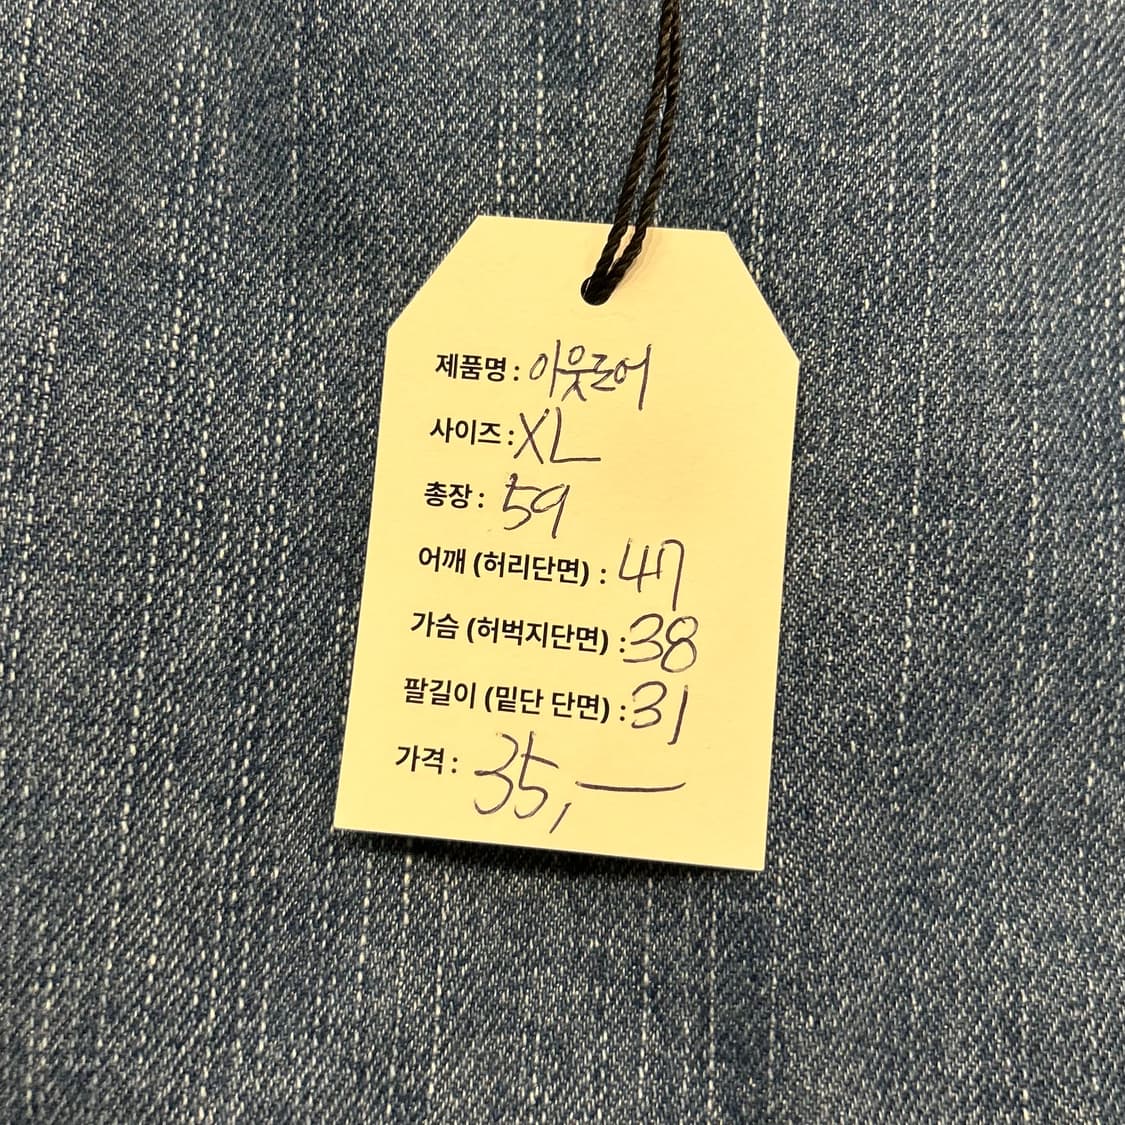 제품명 : 아웃도어
사이즈 : XL
총장 : 59
어깨 (허리단면) : 47
가슴 (허벅지단면) : 38
팔길이 (밑단 단면) : 31
가격 : 35,—